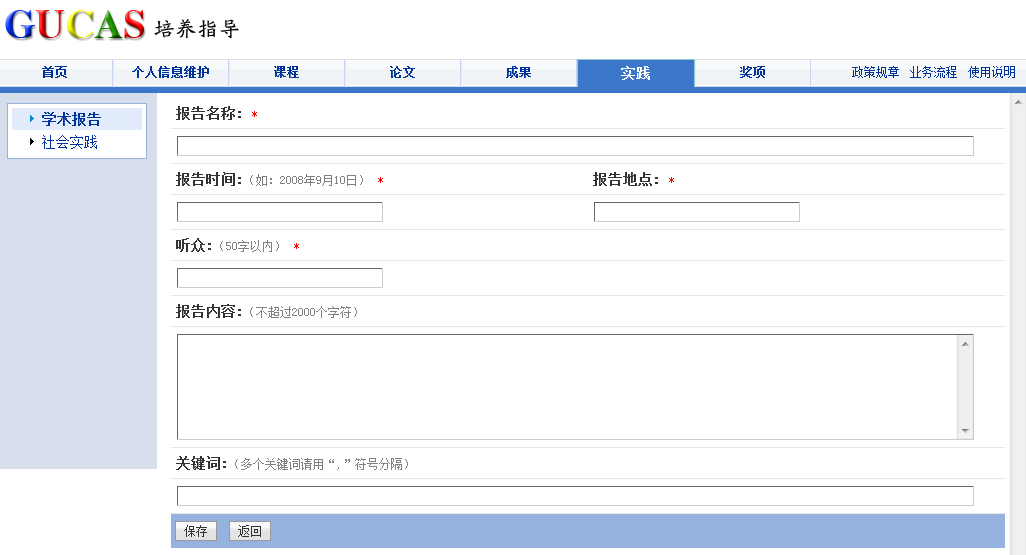 GUCAS 培养指导
首页 个人信息维护 课程 论文 成果 实践 奖项 政策规章 业务流程 使用说明
学术报告
社会实践
报告名称: *
报告时间:（如：2008年9月10日） * 报告地点: *
听众:（50字以内） *
报告内容:（不超过2000个字符）
关键词:（多个关键词请用“,”符号分隔）
保存 返回